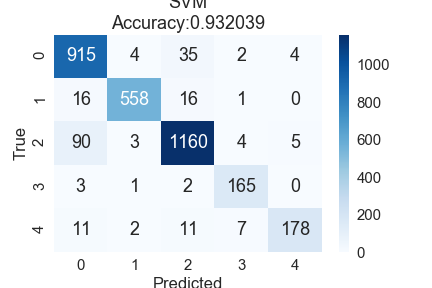 SVM
Accuracy:0.932039
0 915 4 35 2 4
1 16 558 16 1 0
2 90 3 1160 4 5
3 3 1 2 165 0
4 11 2 11 7 178
0 1 2 3 4
True
Predicted
1000
800
600
400
200
0